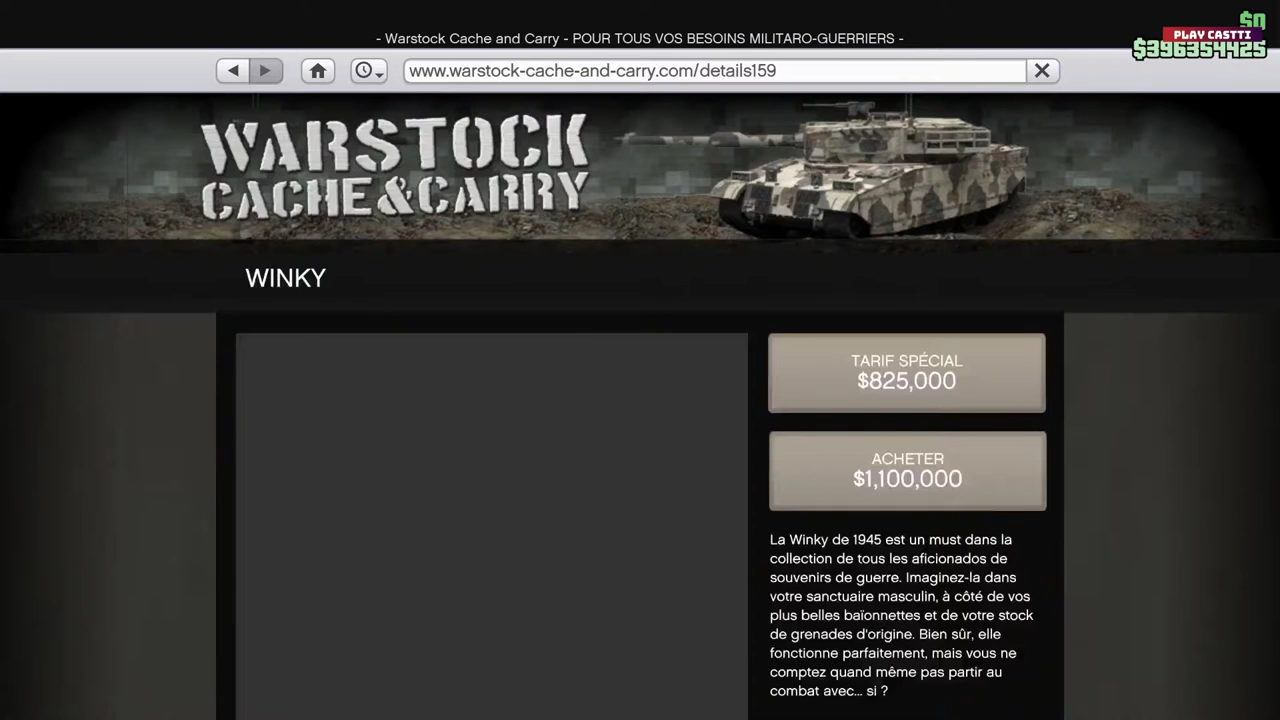 - Warstock Cache and Carry - POUR TOUS VOS BESOINS MILITARO-GUERRIERS -
$0
PLAY CASTTI
$396354425
www.warstock-cache-and-carry.com/details159
WARSTOCK
CACHE&CARRY
WINKY
TARIF SPÉCIAL
$825,000
ACHETER
$1,100,000
La Winky de 1945 est un must dans la
collection de tous les aficionados de
souvenirs de guerre. Imaginez-la dans
votre sanctuaire masculin, à côté de vos
plus belles baïonnettes et de votre stock
de grenades d'origine. Bien sûr, elle
fonctionne parfaitement, mais vous ne
comptez quand même pas partir au
combat avec... si ?